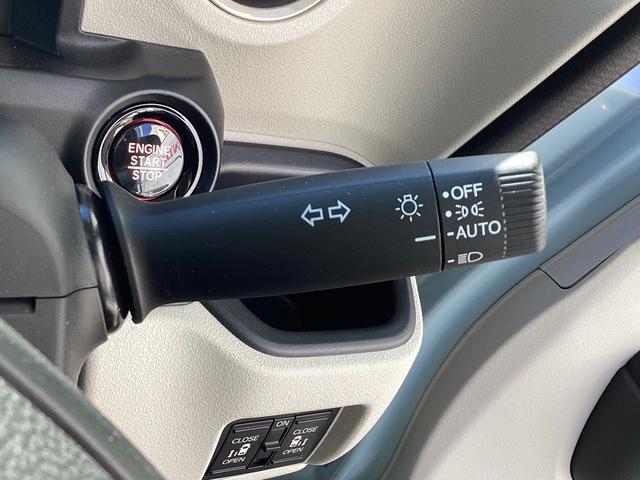 ENGINE
START
STOP
OFF
AUTO
ON
CLOSE
OPEN
CLOSE
OPEN